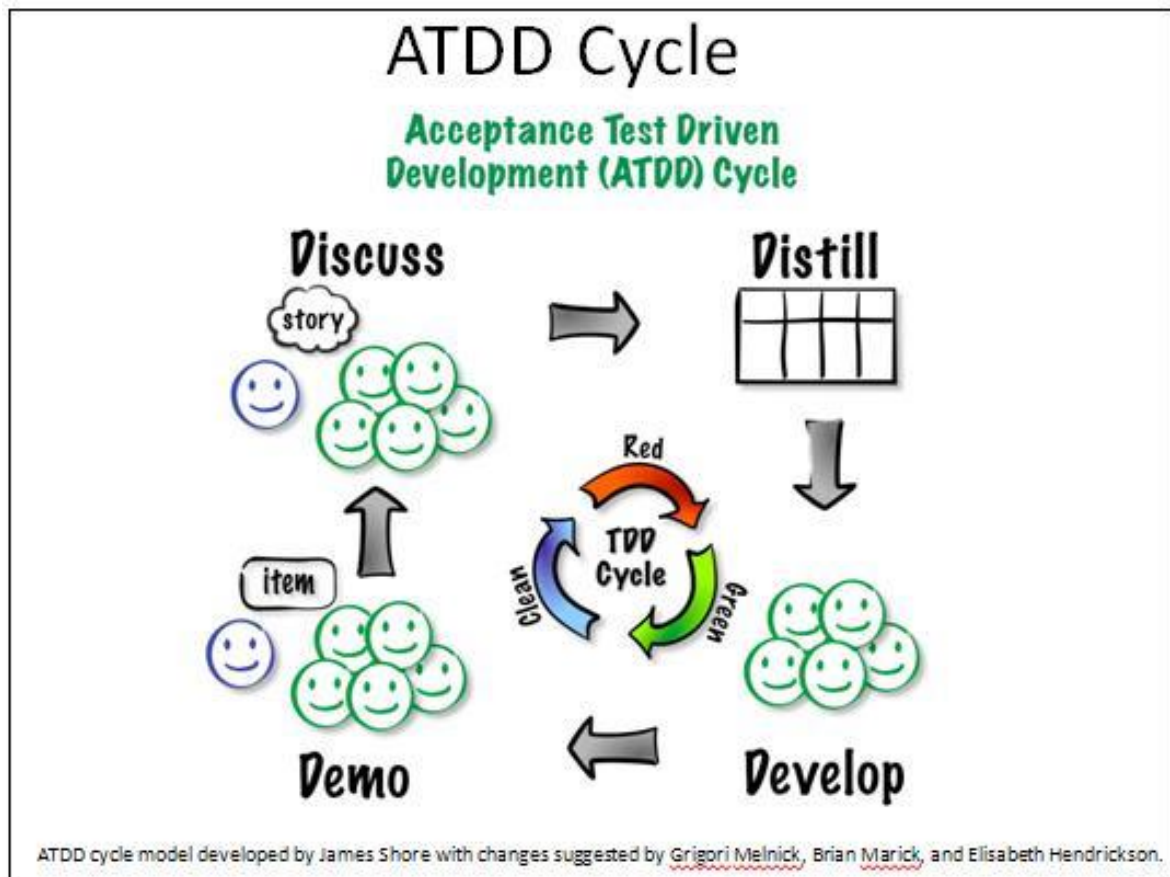 ATDD Cycle
Acceptance Test Driven
Development (ATDD) Cycle
Discuss
Distill
story
Red
TDD
Cycle
Clean
Green
item
Demo
Develop
ATDD cycle model developed by James Shore with changes suggested by Grigori Melnick, Brian Marick, and Elisabeth Hendrickson.